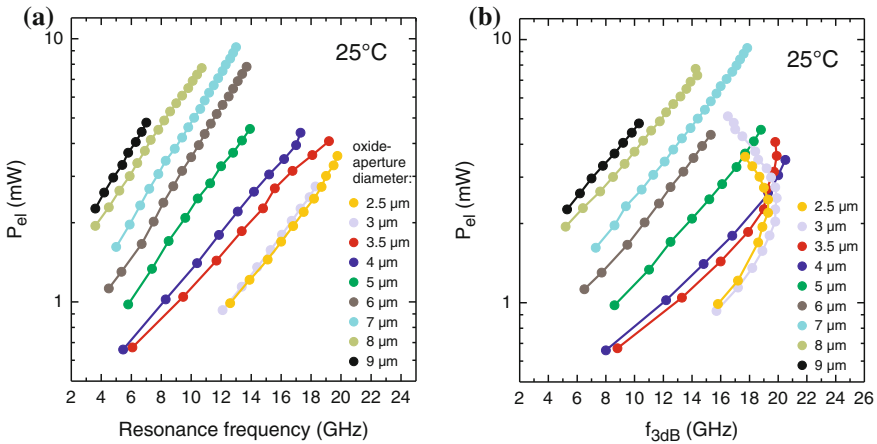 (a)
10
1
P_el (mW)
25°C
oxide-
aperture
diameter:
2.5 µm
3 µm
3.5 µm
4 µm
5 µm
6 µm
7 µm
8 µm
9 µm
2 4 6 8 10 12 14 16 18 20 22 24
Resonance frequency (GHz)
(b)
10
1
P_el (mW)
25°C
2.5 µm
3 µm
3.5 µm
4 µm
5 µm
6 µm
7 µm
8 µm
9 µm
2 4 6 8 10 12 14 16 18 20 22 24 26
f_3dB (GHz)